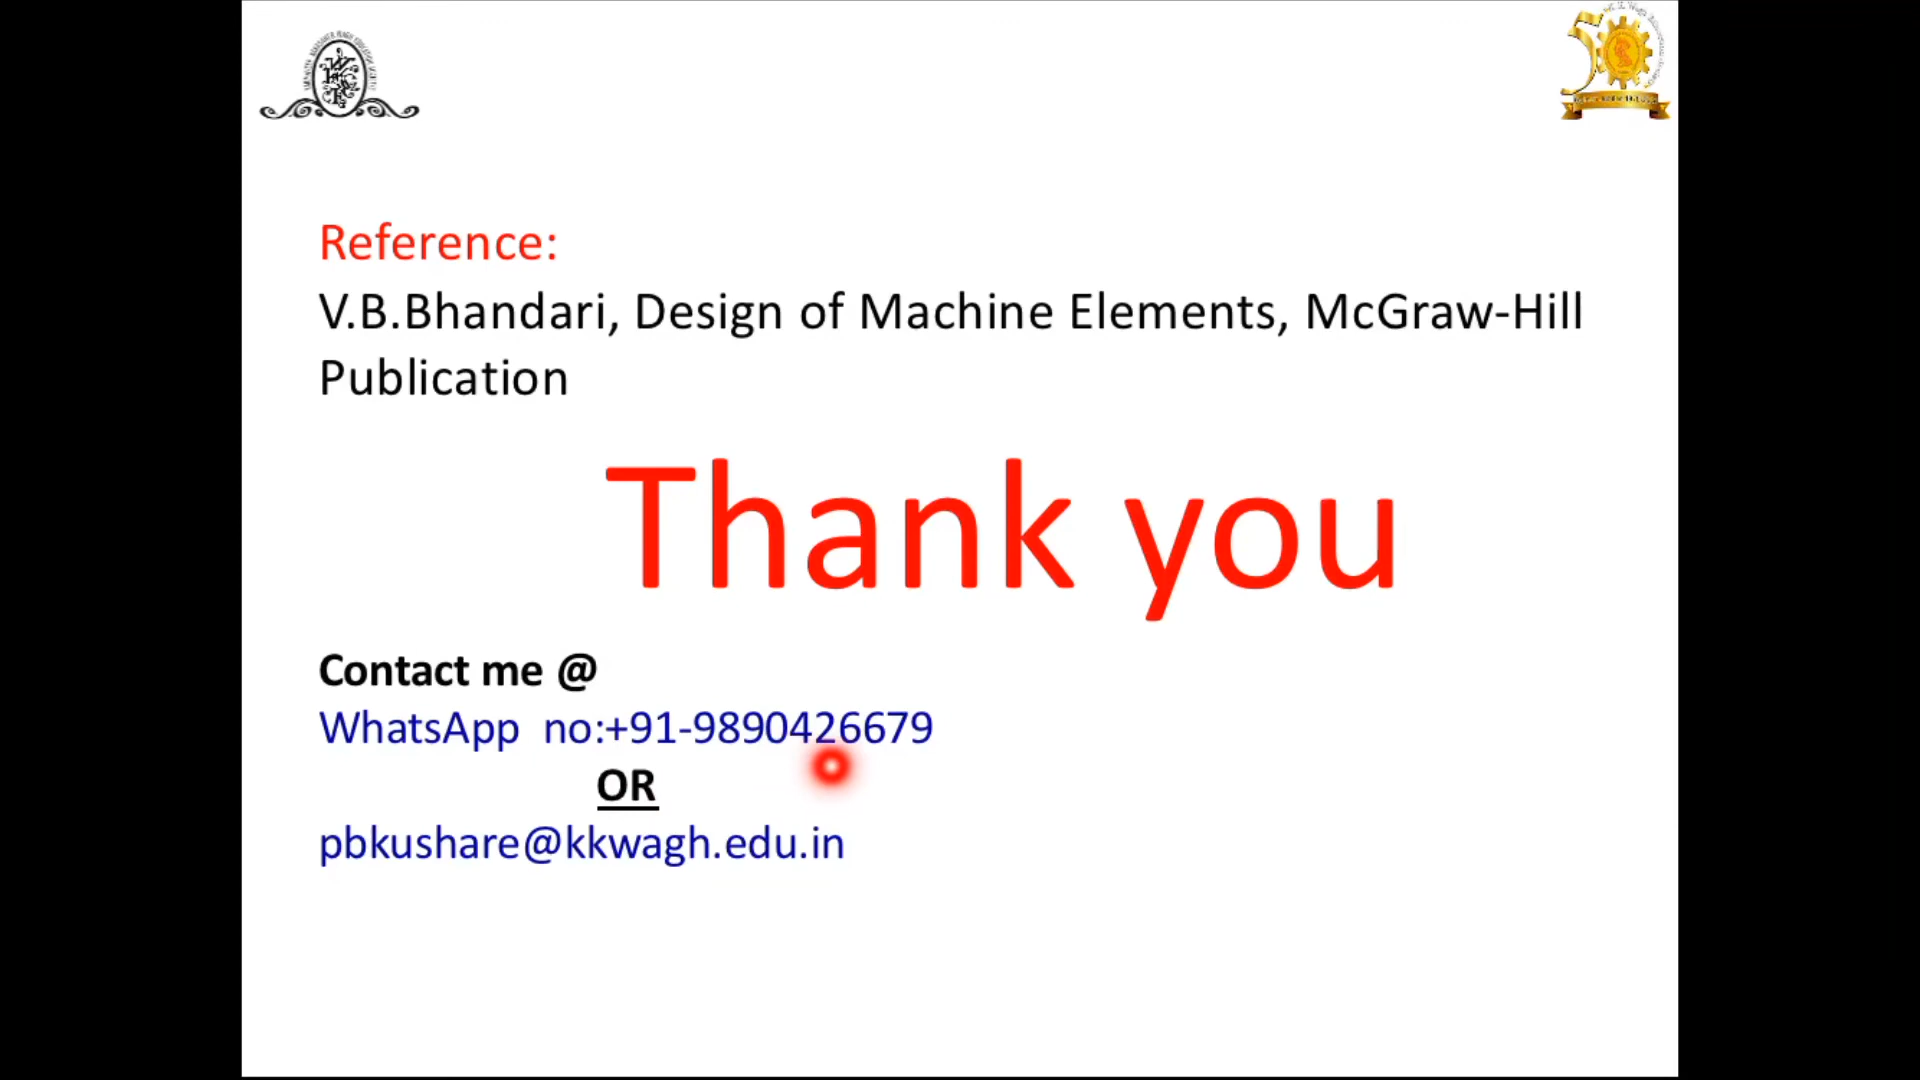 Reference:
V.B.Bhandari, Design of Machine Elements, McGraw-Hill
Publication
Thank you
Contact me @
WhatsApp no:+91-9890426679
OR
pbkushare@kkwagh.edu.in